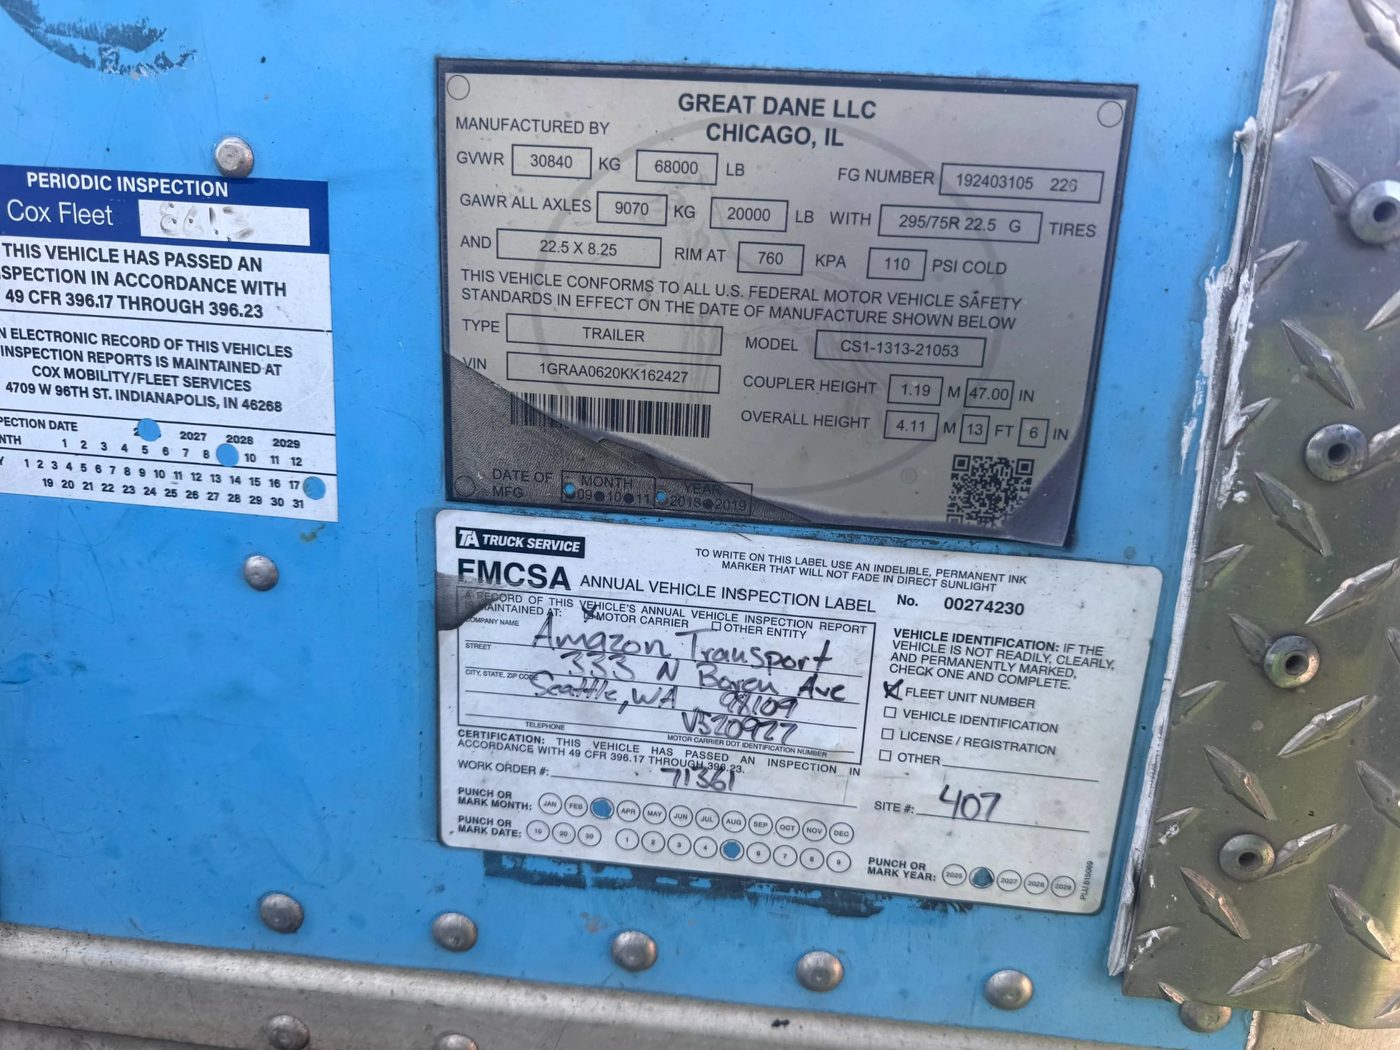 PERIODIC INSPECTION
Cox Fleet
THIS VEHICLE HAS PASSED AN
SPECTION IN ACCORDANCE WITH
49 CFR 396.17 THROUGH 396.23
N ELECTRONIC RECORD OF THIS VEHICLES
INSPECTION REPORTS IS MAINTAINED AT
COX MOBILITY/FLEET SERVICES
4709 W 96TH ST. INDIANAPOLIS, IN 46268
PECTION DATE 2027 2028 2029
NTH 1 2 3 4 5 6 7 8 10 11 12
Y 1 2 3 4 5 6 7 8 9 10 11 12 13 14 15 16 17
19 20 21 22 23 24 25 26 27 28 29 30 31
GREAT DANE LLC
MANUFACTURED BY CHICAGO, IL
GVWR 30840 KG 68000 LB FG NUMBER 192403105 226
GAWR ALL AXLES 9070 KG 20000 LB WITH 295/75R 22.5 G TIRES
AND 22.5 X 8.25 RIM AT 760 KPA 110 PSI COLD
THIS VEHICLE CONFORMS TO ALL U.S. FEDERAL MOTOR VEHICLE SAFETY
STANDARDS IN EFFECT ON THE DATE OF MANUFACTURE SHOWN BELOW
TYPE TRAILER MODEL CS1-1313-21053
VIN 1GRAA0620KK162427 COUPLER HEIGHT 1.19 M 47.00 IN
OVERALL HEIGHT 4.11 M 13 FT 6 IN
DATE OF MFG MONTH YEAR
09 10 11 2018 2019
TA TRUCK SERVICE
FMCSA ANNUAL VEHICLE INSPECTION LABEL
TO WRITE ON THIS LABEL USE AN INDELIBLE, PERMANENT INK
MARKER THAT WILL NOT FADE IN DIRECT SUNLIGHT
No. 00274230
A RECORD OF THIS VEHICLE'S ANNUAL VEHICLE INSPECTION REPORT
MAINTAINED AT: MOTOR CARRIER OTHER ENTITY
COMPANY NAME Amazon Transport
STREET 333 N Boren Ave
CITY, STATE, ZIP CODE Seattle, WA 98109
V520927
TELEPHONE MOTOR CARRIER DOT IDENTIFICATION NUMBER
CERTIFICATION: THIS VEHICLE HAS PASSED AN INSPECTION IN
ACCORDANCE WITH 49 CFR 396.17 THROUGH 396.23.
WORK ORDER #: 71361
VEHICLE IDENTIFICATION: IF THE
VEHICLE IS NOT READILY, CLEARLY,
AND PERMANENTLY MARKED,
CHECK ONE AND COMPLETE.
X FLEET UNIT NUMBER
VEHICLE IDENTIFICATION
LICENSE / REGISTRATION
OTHER
SITE #: 407
PUNCH OR
MARK MONTH: JAN FEB APR MAY JUN JUL AUG SEP OCT NOV DEC
PUNCH OR
MARK DATE: 10 20 30 1 2 3 4 6 7 8 9
PUNCH OR
MARK YEAR: 2025 2027 2028 2029